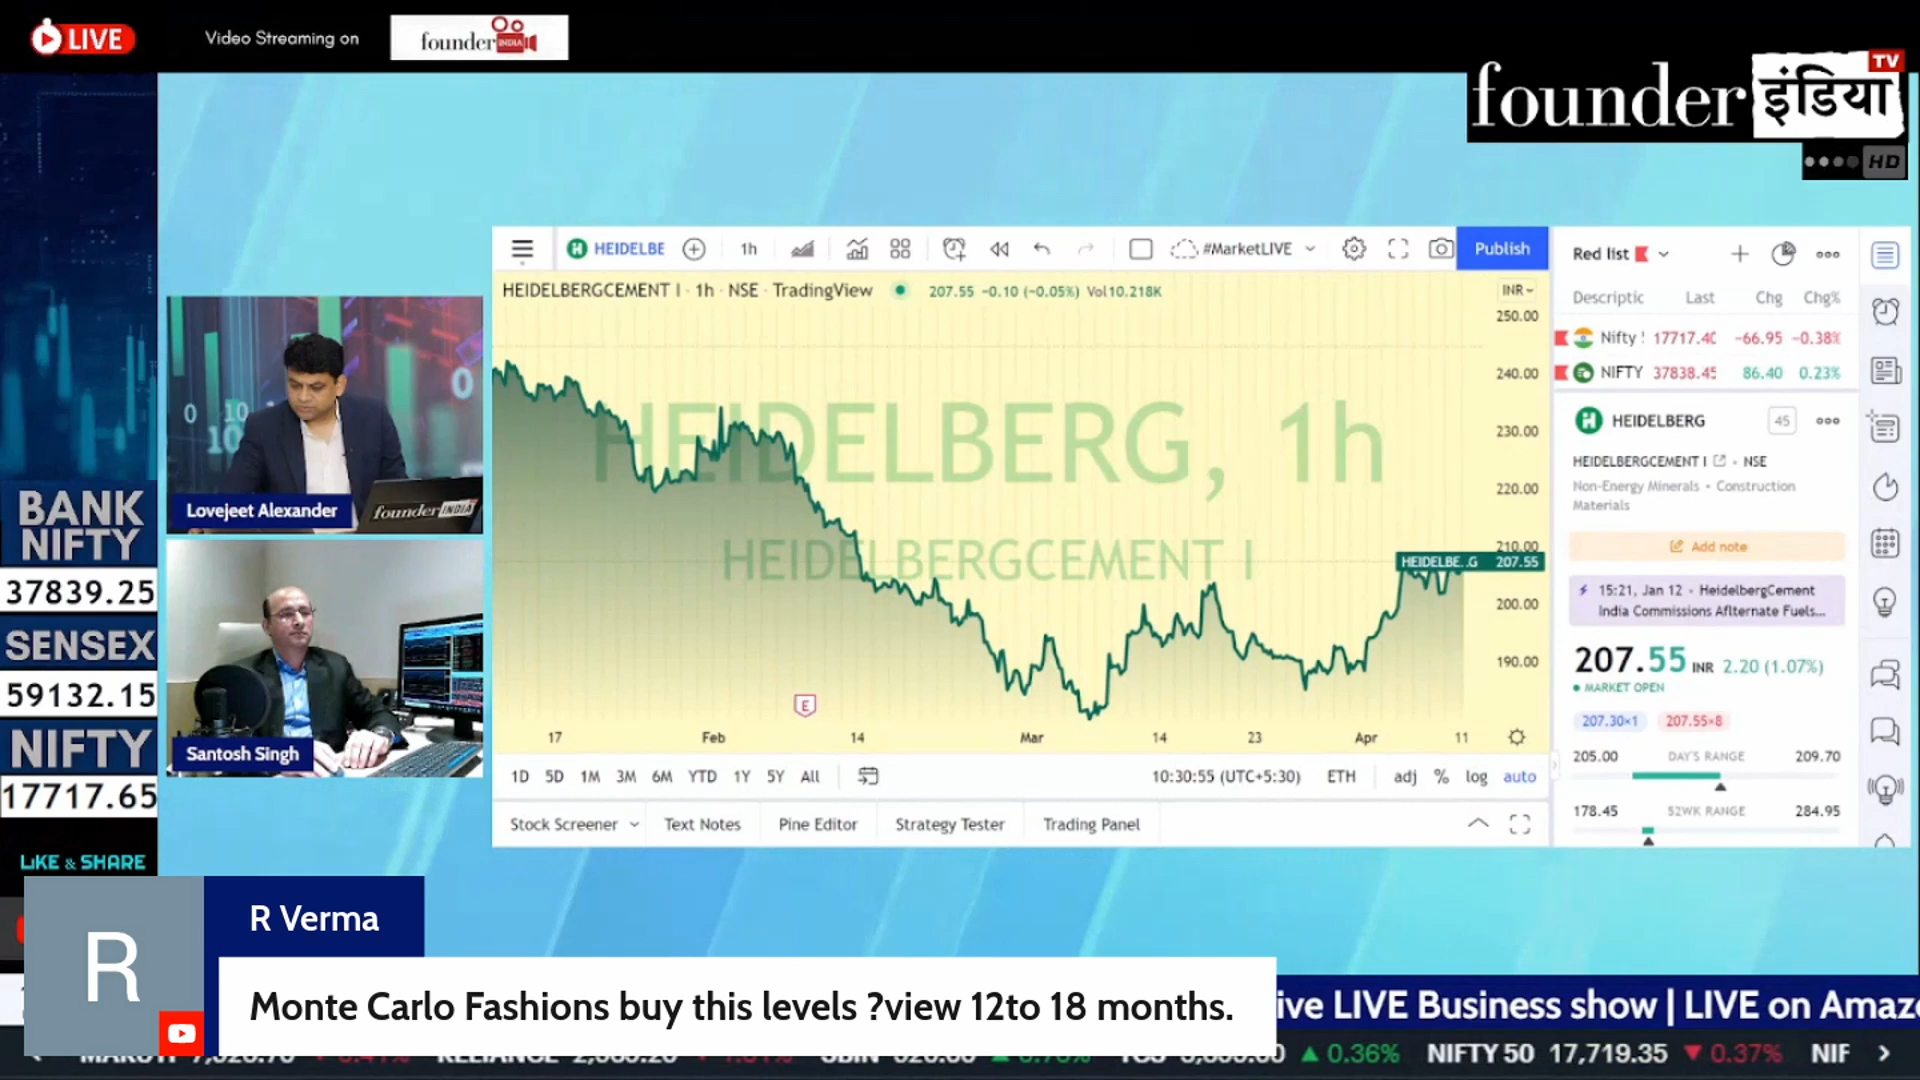 LIVE
Video Streaming on
founder INDIA
founder इंडिया TV
HD
HEIDELBE
1h
#MarketLIVE
Publish
HEIDELBERGCEMENT I · 1h · NSE · TradingView
207.55 −0.10 (−0.05%) Vol10.218K
INR
250.00
240.00
230.00
220.00
210.00
HEIDELBE..G 207.55
200.00
190.00
HEIDELBERG, 1h
HEIDELBERGCEMENT I
E
17 Feb 14 Mar 14 23 Apr 11
1D 5D 1M 3M 6M YTD 1Y 5Y All
10:30:55 (UTC+5:30) ETH adj % log auto
Stock Screener Text Notes Pine Editor Strategy Tester Trading Panel
Red list
Descriptic Last Chg Chg%
Nifty 17717.40 −66.95 −0.38%
NIFTY 37838.45 86.40 0.23%
HEIDELBERG 45
HEIDELBERGCEMENT I · NSE
Non-Energy Minerals · Construction
Materials
Add note
15:21, Jan 12 · HeidelbergCement
India Commissions Aflternate Fuels...
207.55 INR 2.20 (1.07%)
MARKET OPEN
207.30×1 207.55×8
205.00 DAY'S RANGE 209.70
178.45 52WK RANGE 284.95
0 10
10
0
Lovejeet Alexander
founder INDIA
Santosh Singh
BANK
NIFTY
37839.25
SENSEX
59132.15
NIFTY
17717.65
LIKE & SHARE
R
R Verma
Monte Carlo Fashions buy this levels ?view 12to 18 months.
ive LIVE Business show | LIVE on Amaz
0.36% NIFTY 50 17,719.35 0.37% NIF